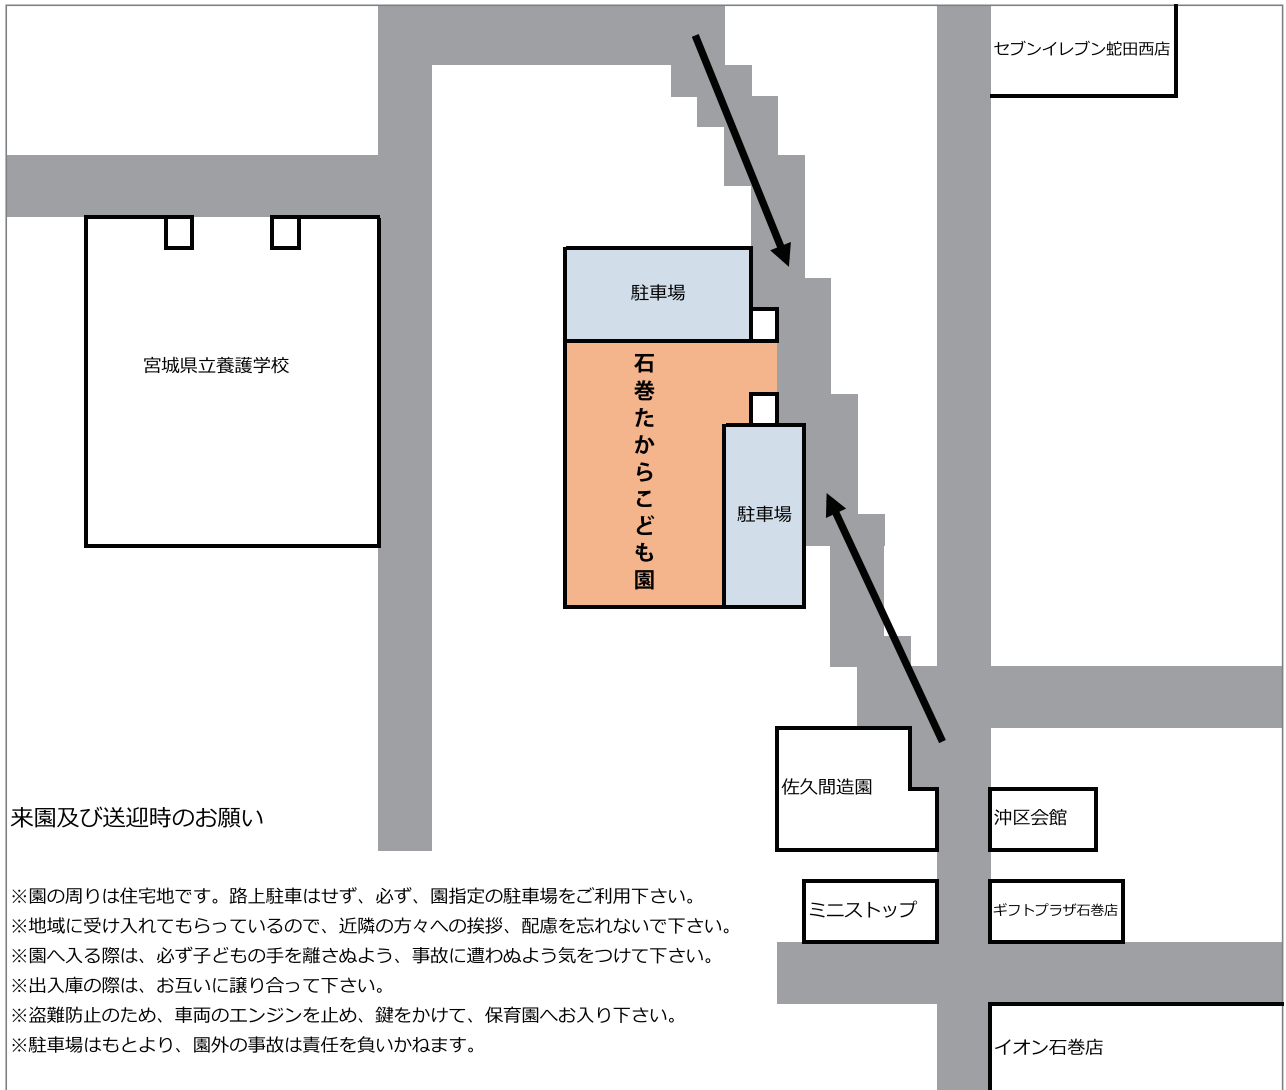 セブンイレブン蛇田西店
駐車場
宮城県立養護学校
石巻たからこども園
駐車場
佐久間造園
沖区会館
ミニストップ
ギフトプラザ石巻店
イオン石巻店
来園及び送迎時のお願い
※園の周りは住宅地です。路上駐車はせず、必ず、園指定の駐車場をご利用下さい。
※地域に受け入れてもらっているので、近隣の方々への挨拶、配慮を忘れないで下さい。
※園へ入る際は、必ず子どもの手を離さぬよう、事故に遭わぬよう気をつけて下さい。
※出入庫の際は、お互いに譲り合って下さい。
※盗難防止のため、車両のエンジンを止め、鍵をかけて、保育園へお入り下さい。
※駐車場はもとより、園外の事故は責任を負いかねます。